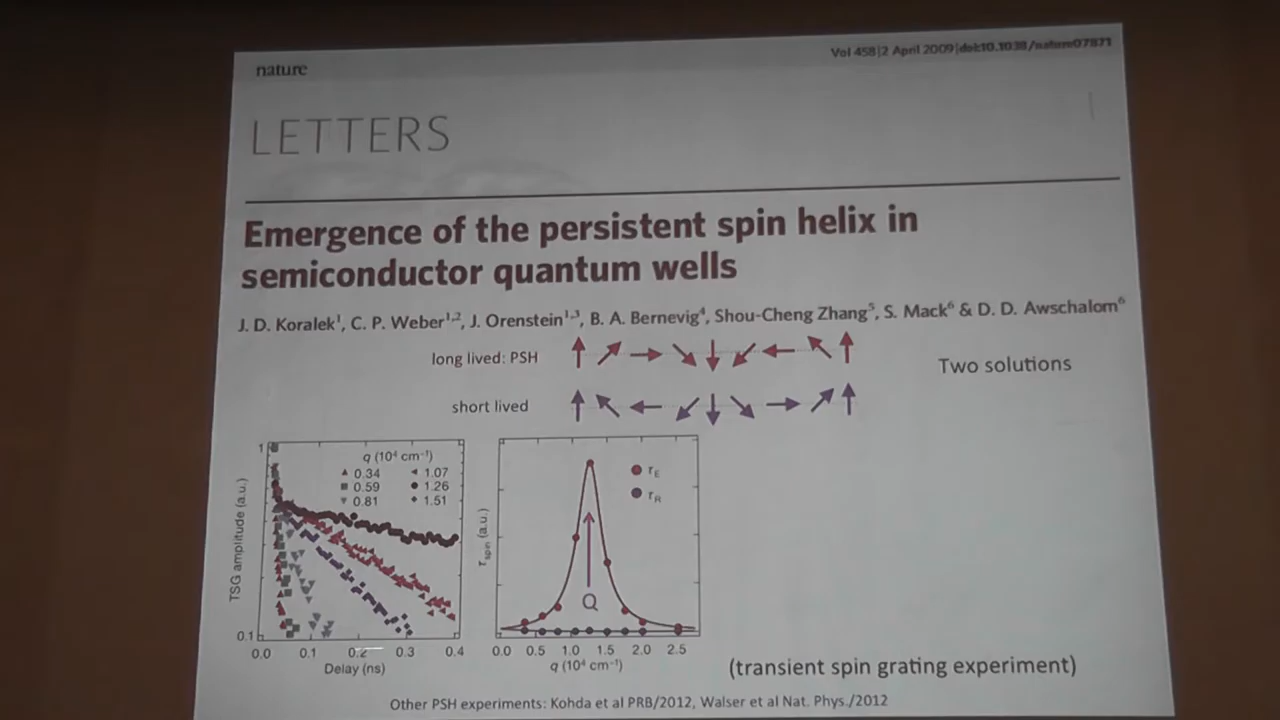 nature
Vol 458|2 April 2009|doi:10.1038/nature07871
LETTERS
Emergence of the persistent spin helix in
semiconductor quantum wells
J. D. Koralek¹, C. P. Weber¹,², J. Orenstein¹,³, B. A. Bernevig⁴, Shou-Cheng Zhang⁵, S. Mack⁶ & D. D. Awschalom⁶
long lived: PSH
Two solutions
short lived
TSG amplitude (a.u.)
1
0.1
q (10⁴ cm⁻¹)
▲ 0.34 ◄ 1.07
■ 0.59 ● 1.26
▼ 0.81 ♦ 1.51
0.0 0.1 0.2 0.3 0.4
Delay (ns)
τspin (a.u.)
τE
τR
Q
0.0 0.5 1.0 1.5 2.0 2.5
q (10⁴ cm⁻¹)
(transient spin grating experiment)
Other PSH experiments: Kohda et al PRB/2012, Walser et al Nat. Phys./2012